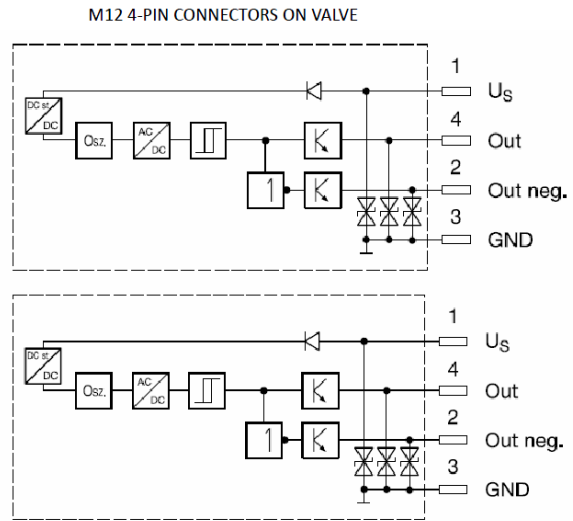 M12 4-PIN CONNECTORS ON VALVE
1
DC st.
DC
US
4
Osz.
AC
DC
Out
2
1
Out neg.
3
GND
1
DC st.
DC
US
4
Osz.
AC
DC
Out
2
1
Out neg.
3
GND